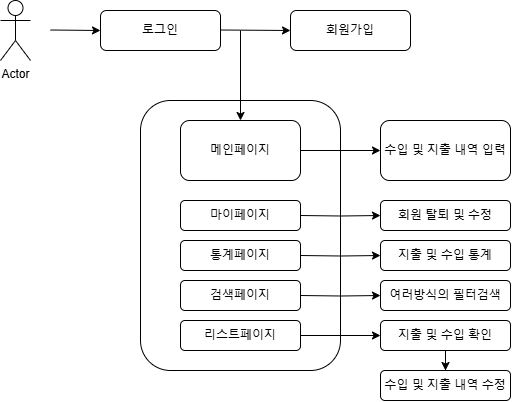 로그인
회원가입
Actor
메인페이지
수입 및 지출 내역 입력
마이페이지
회원 탈퇴 및 수정
통계페이지
지출 및 수입 통계
검색페이지
여러방식의 필터검색
리스트페이지
지출 및 수입 확인
수입 및 지출 내역 수정